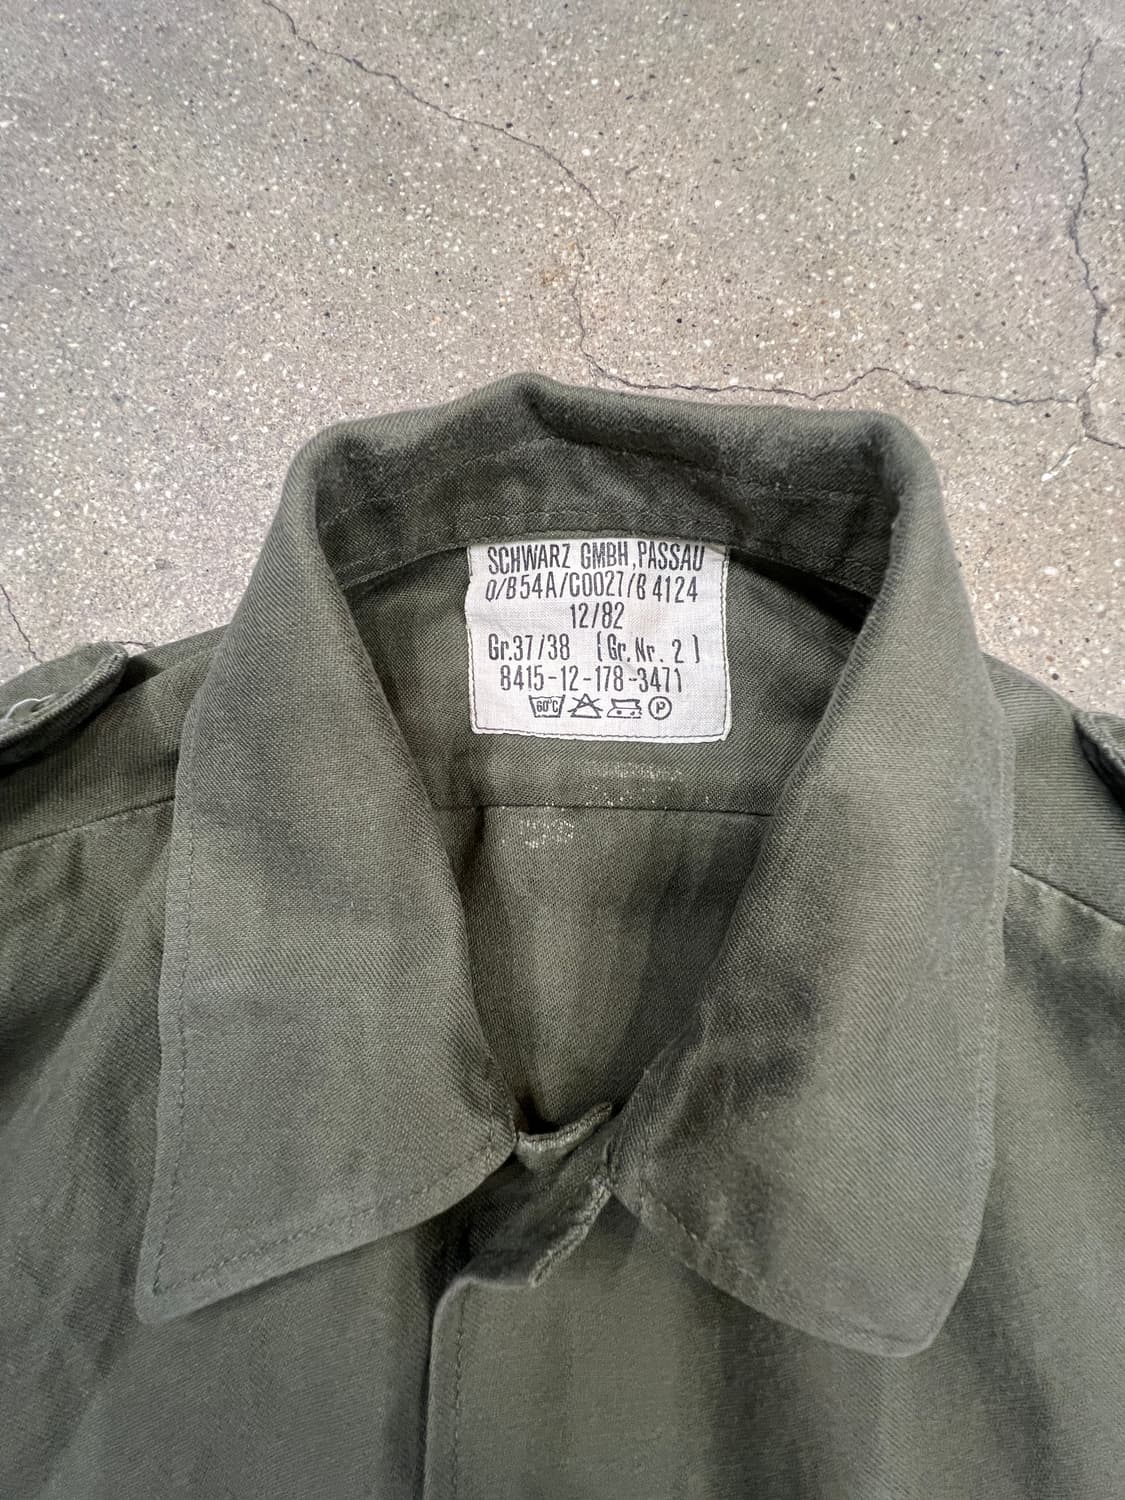 SCHWARZ GMBH, PASSAU
O/B54A/C0027/B 4124
12/82
Gr.37/38 (Gr. Nr. 2)
8415-12-178-3471
60°C P